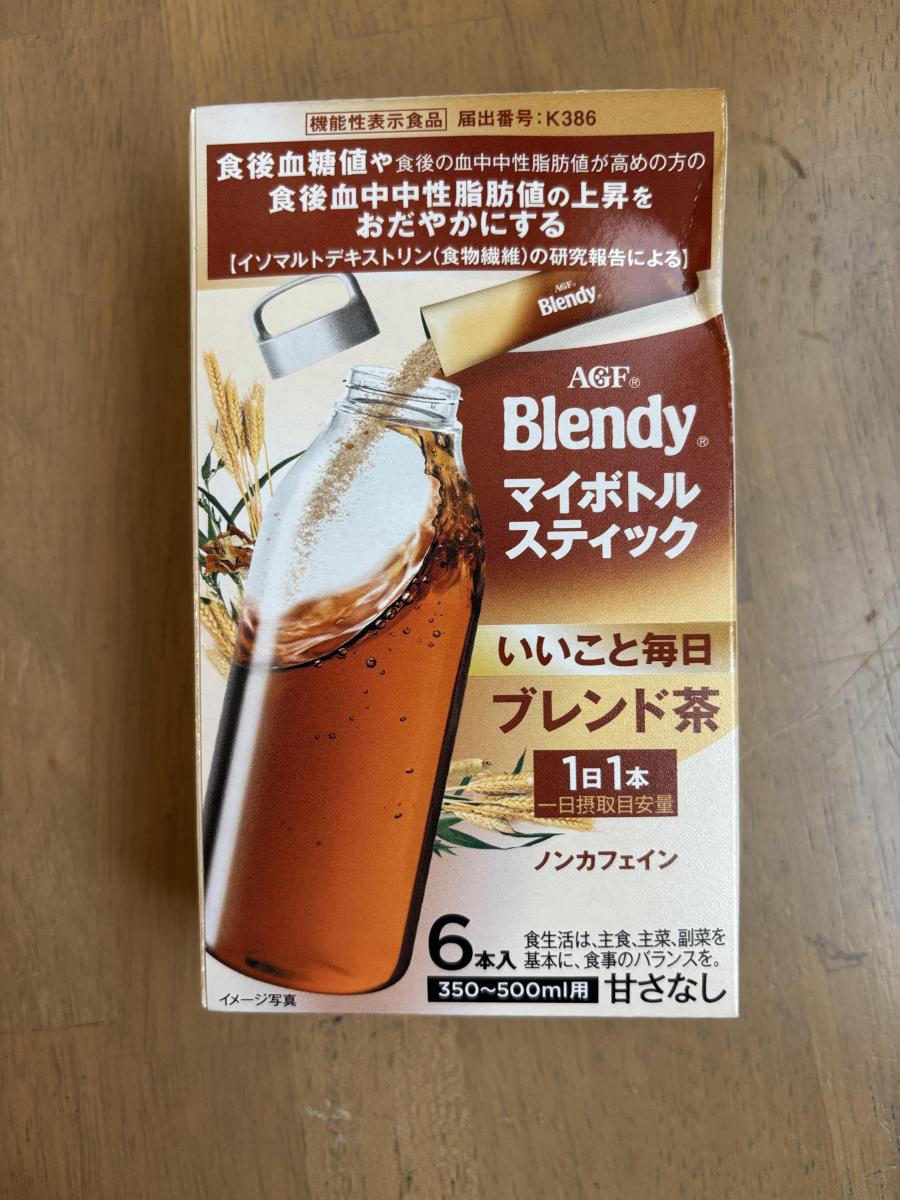 機能性表示食品 届出番号:K386
食後血糖値や食後の血中中性脂肪値が高めの方の
食後血中中性脂肪値の上昇を
おだやかにする
【イソマルトデキストリン(食物繊維)の研究報告による】
AGF®
Blendy®
AGF®
Blendy®
マイボトル
スティック
いいこと毎日
ブレンド茶
1日1本
一日摂取目安量
ノンカフェイン
6本入
食生活は、主食、主菜、副菜を
基本に、食事のバランスを。
350〜500ml用 甘さなし
イメージ写真